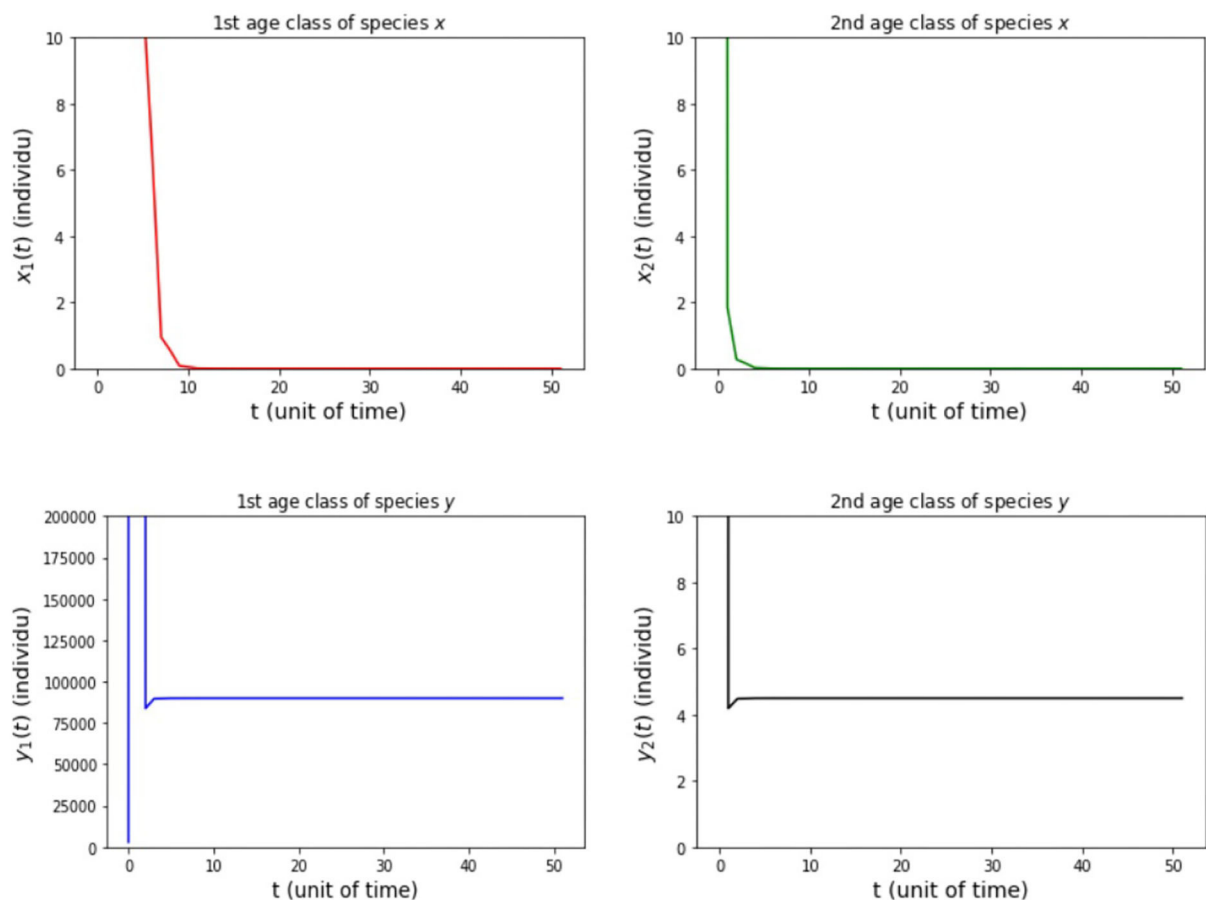 1st age class of species x
10
8
6
4
2
0
x₁(t) (individu)
0 10 20 30 40 50
t (unit of time)
2nd age class of species x
10
8
6
4
2
0
x₂(t) (individu)
0 10 20 30 40 50
t (unit of time)
1st age class of species y
200000
175000
150000
125000
100000
75000
50000
25000
0
y₁(t) (individu)
0 10 20 30 40 50
t (unit of time)
2nd age class of species y
10
8
6
4
2
0
y₂(t) (individu)
0 10 20 30 40 50
t (unit of time)